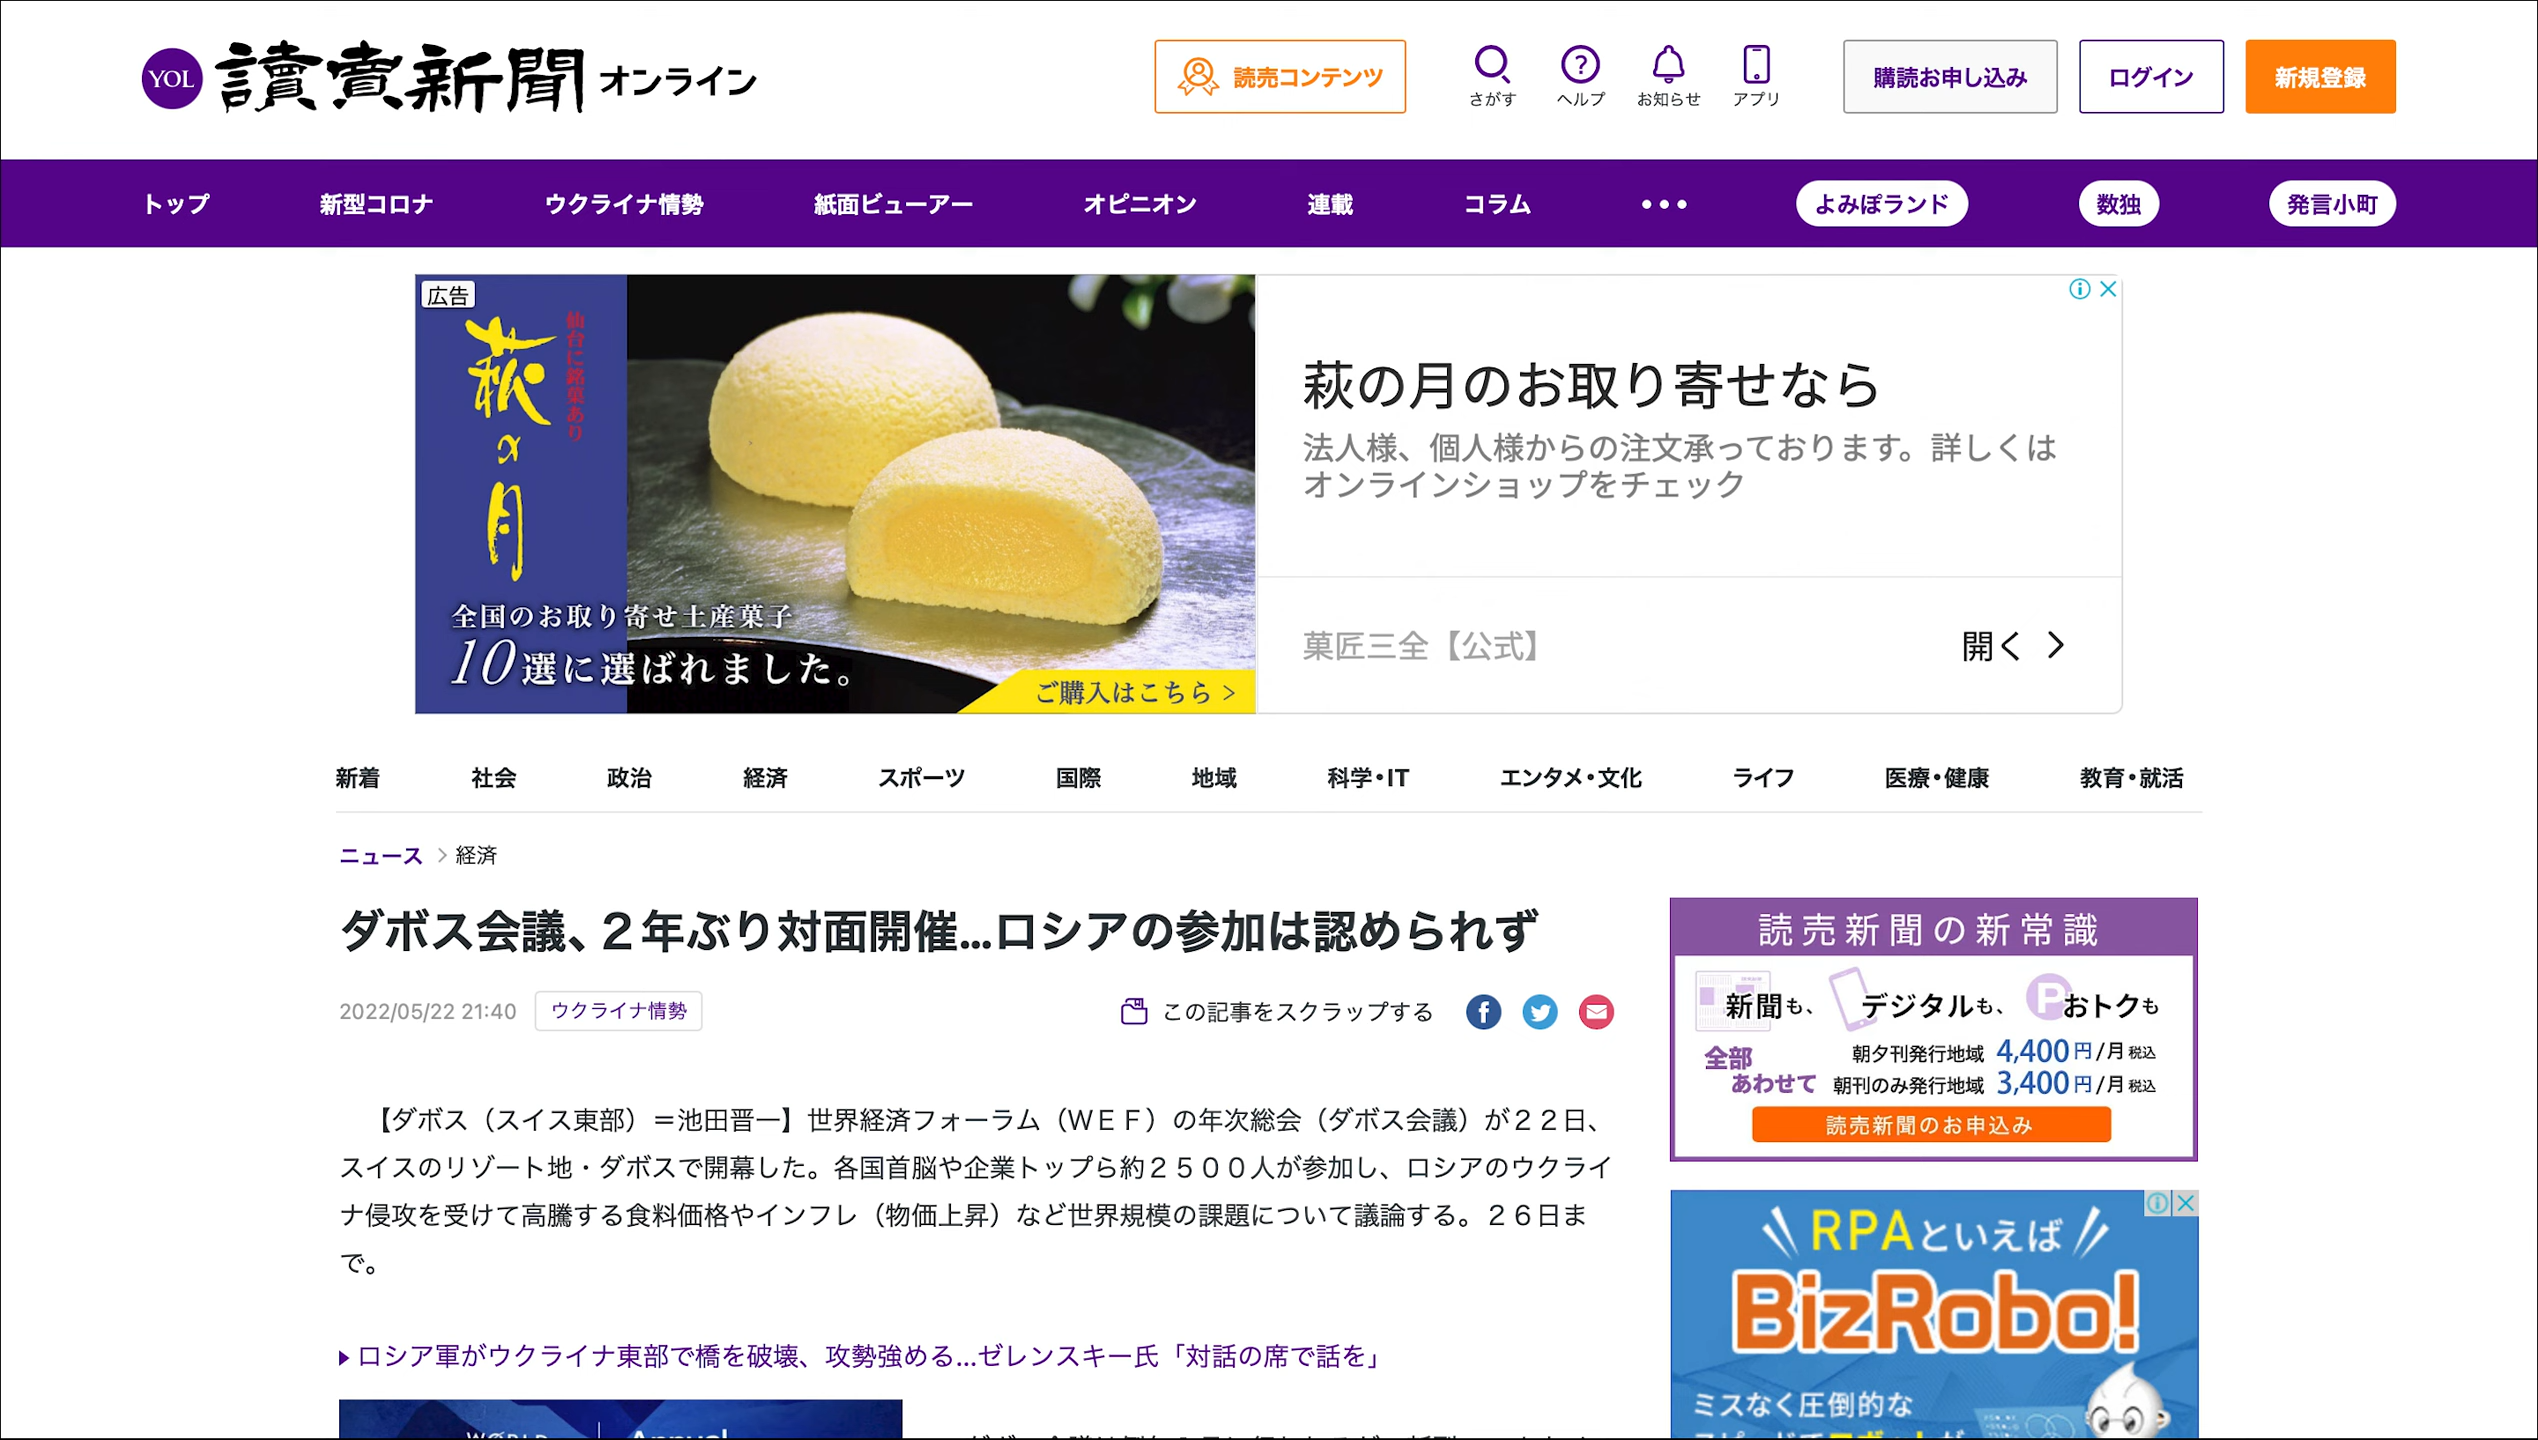 YOL 讀賣新聞 オンライン
読売コンテンツ
さがす
ヘルプ
お知らせ
アプリ
購読お申し込み
ログイン
新規登録
トップ 新型コロナ ウクライナ情勢 紙面ビューアー オピニオン 連載 コラム ••• よみぽランド 数独 発言小町
広告
仙台に銘菓あり
萩の月
全国のお取り寄せ土産菓子
10選に選ばれました。
ご購入はこちら >
萩の月のお取り寄せなら
法人様、個人様からの注文承っております。詳しくは
オンラインショップをチェック
菓匠三全【公式】
開く
新着 社会 政治 経済 スポーツ 国際 地域 科学・IT エンタメ・文化 ライフ 医療・健康 教育・就活
ニュース > 経済
ダボス会議、２年ぶり対面開催…ロシアの参加は認められず
2022/05/22 21:40 ウクライナ情勢
この記事をスクラップする
【ダボス（スイス東部）＝池田晋一】世界経済フォーラム（ＷＥＦ）の年次総会（ダボス会議）が２２日、
スイスのリゾート地・ダボスで開幕した。各国首脳や企業トップら約２５００人が参加し、ロシアのウクライ
ナ侵攻を受けて高騰する食料価格やインフレ（物価上昇）など世界規模の課題について議論する。２６日ま
で。
ロシア軍がウクライナ東部で橋を破壊、攻勢強める…ゼレンスキー氏「対話の席で話を」
読売新聞の新常識
新聞も、 デジタルも、 Pおトクも
全部
あわせて
朝夕刊発行地域 4,400円/月 税込
朝刊のみ発行地域 3,400円/月 税込
読売新聞のお申込み
RPAといえば
BizRobo!
ミスなく圧倒的な